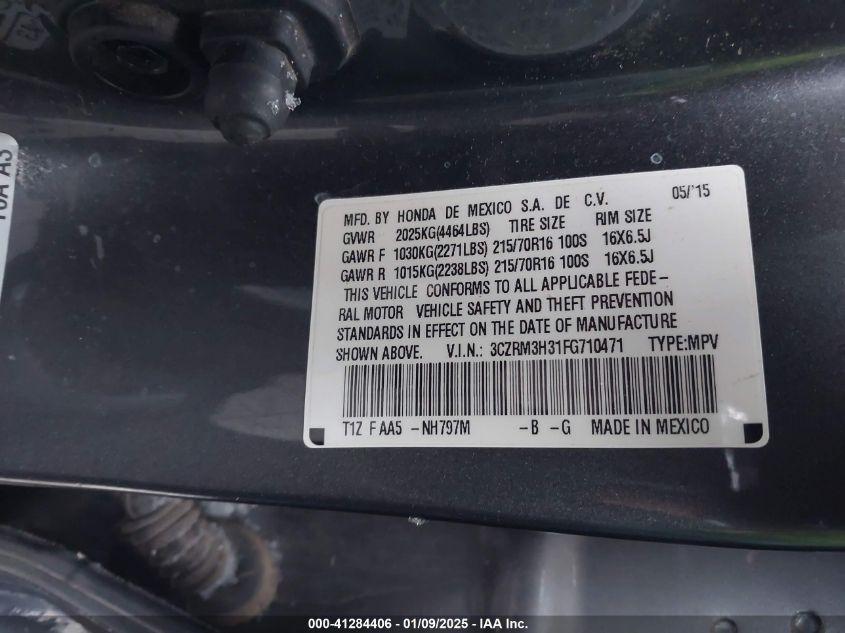 MFD. BY HONDA DE MEXICO S.A. DE C.V. 05/'15
GVWR 2025KG(4464LBS) TIRE SIZE RIM SIZE
GAWR F 1030KG(2271LBS) 215/70R16 100S 16X6.5J
GAWR R 1015KG(2238LBS) 215/70R16 100S 16X6.5J
THIS VEHICLE CONFORMS TO ALL APPLICABLE FEDE-
RAL MOTOR VEHICLE SAFETY AND THEFT PREVENTION
STANDARDS IN EFFECT ON THE DATE OF MANUFACTURE
SHOWN ABOVE. V.I.N.: 3CZRM3H31FG710471 TYPE:MPV
T1Z F AA5 -NH797M -B -G MADE IN MEXICO
000-41284406 - 01/09/2025 - IAA Inc.